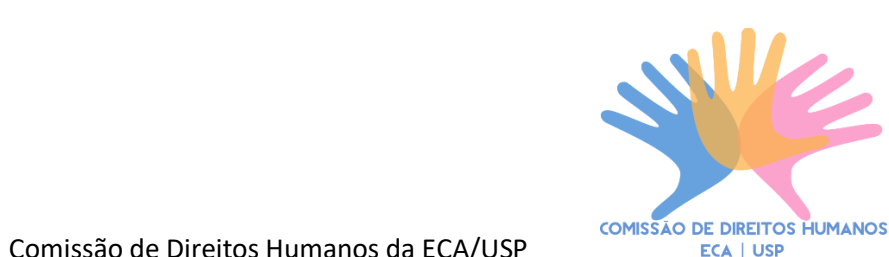 Comissão de Direitos Humanos da ECA/USP
COMISSÃO DE DIREITOS HUMANOS
ECA | USP